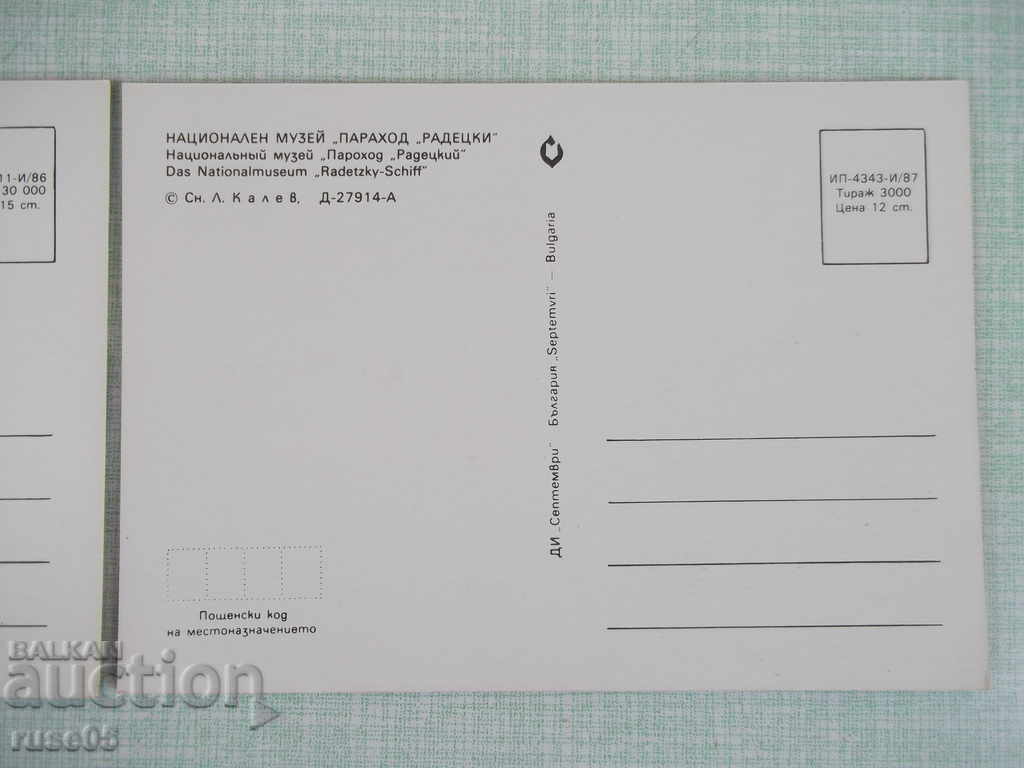 11-И/86
30 000
15 ст.
НАЦИОНАЛЕН МУЗЕЙ „ПАРАХОД „РАДЕЦКИ"
Национальный музей „Пароход „Радецкий"
Das Nationalmuseum „Radetzky-Schiff"
© Сн. Л. Калев, Д-27914-А
ДИ „Септември" България „Septemvri" — Bulgaria
ИП-4343-И/87
Тираж 3000
Цена 12 ст.
Пощенски код
на местоназначението
BALKAN
auction
ruse05